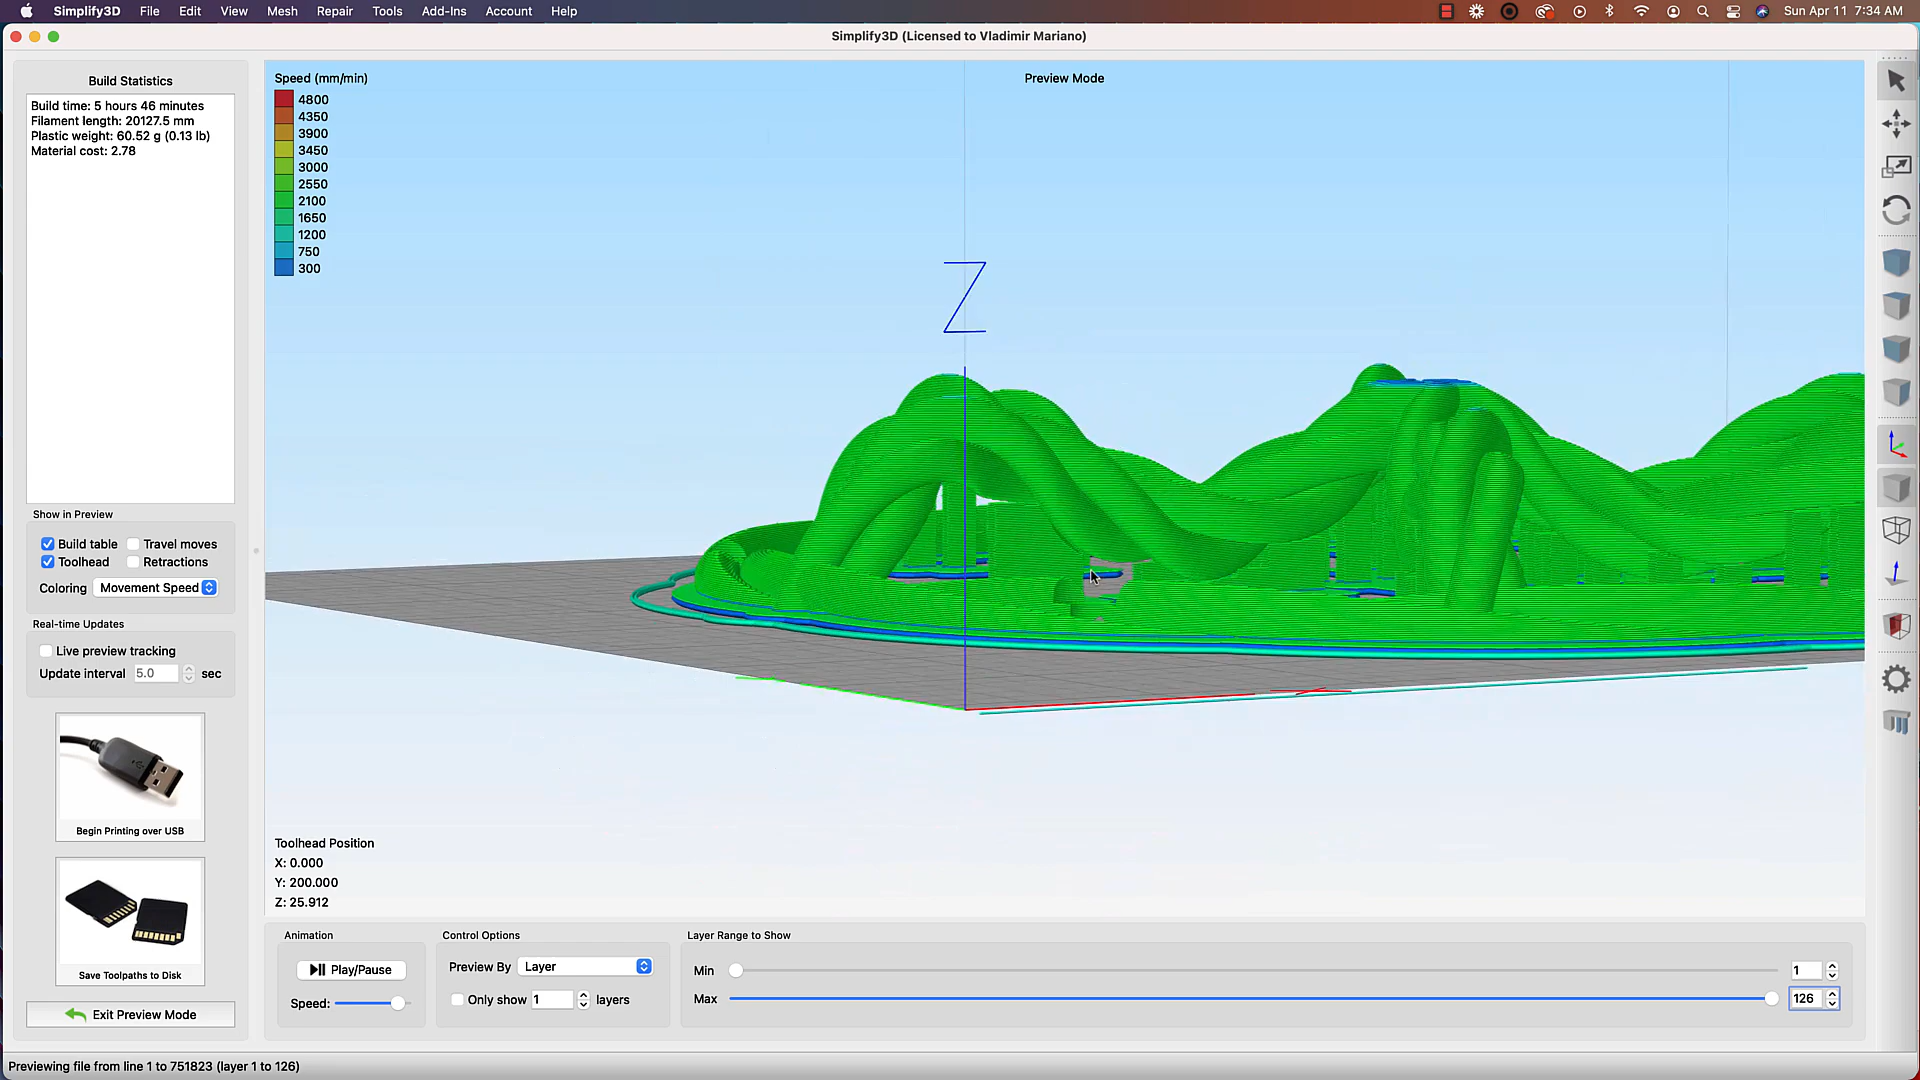 Simplify3D File Edit View Mesh Repair Tools Add-Ins Account Help Sun Apr 11 7:34 AM
Simplify3D (Licensed to Vladimir Mariano)
Build Statistics
Build time: 5 hours 46 minutes
Filament length: 20127.5 mm
Plastic weight: 60.52 g (0.13 lb)
Material cost: 2.78
Show in Preview
Build table Travel moves
Toolhead Retractions
Coloring Movement Speed
Real-time Updates
Live preview tracking
Update interval 5.0 sec
Begin Printing over USB
Save Toolpaths to Disk
Exit Preview Mode
Speed (mm/min)
4800
4350
3900
3450
3000
2550
2100
1650
1200
750
300
Preview Mode
Z
Toolhead Position
X: 0.000
Y: 200.000
Z: 25.912
Animation
Play/Pause
Speed:
Control Options
Preview By Layer
Only show 1 layers
Layer Range to Show
Min 1
Max 126
Previewing file from line 1 to 751823 (layer 1 to 126)